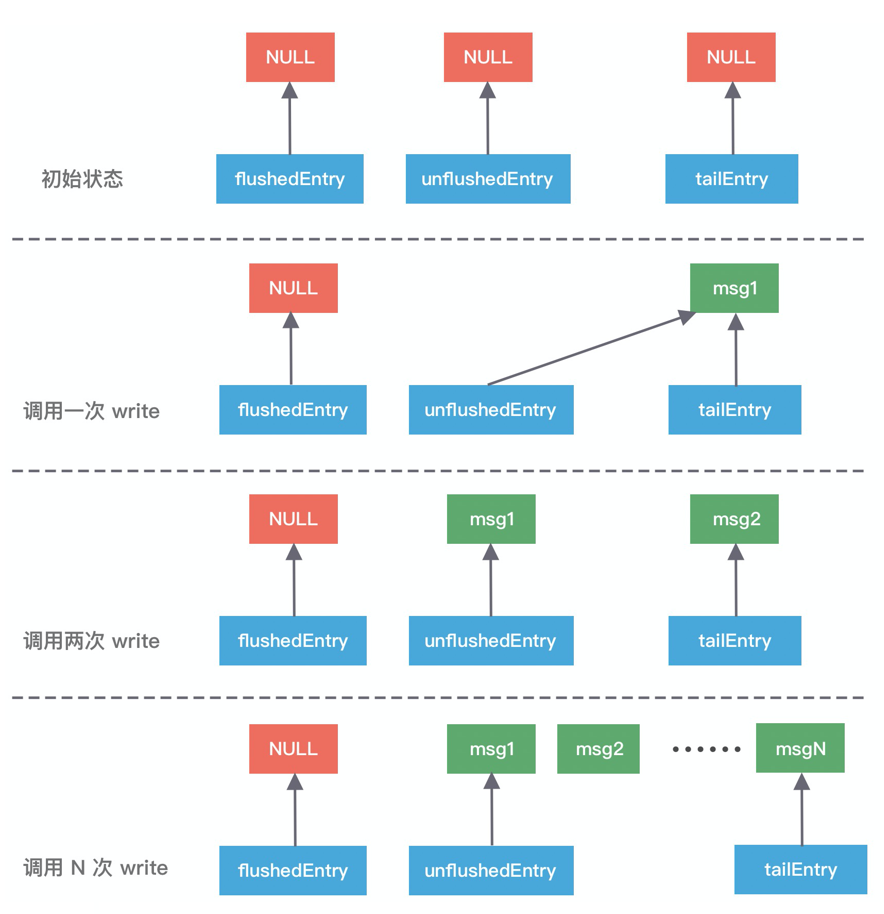 NULL
NULL
NULL
初始状态
flushedEntry
unflushedEntry
tailEntry
NULL
msg1
调用一次 write
flushedEntry
unflushedEntry
tailEntry
NULL
msg1
msg2
调用两次 write
flushedEntry
unflushedEntry
tailEntry
NULL
msg1
msg2
······
msgN
调用 N 次 write
flushedEntry
unflushedEntry
tailEntry